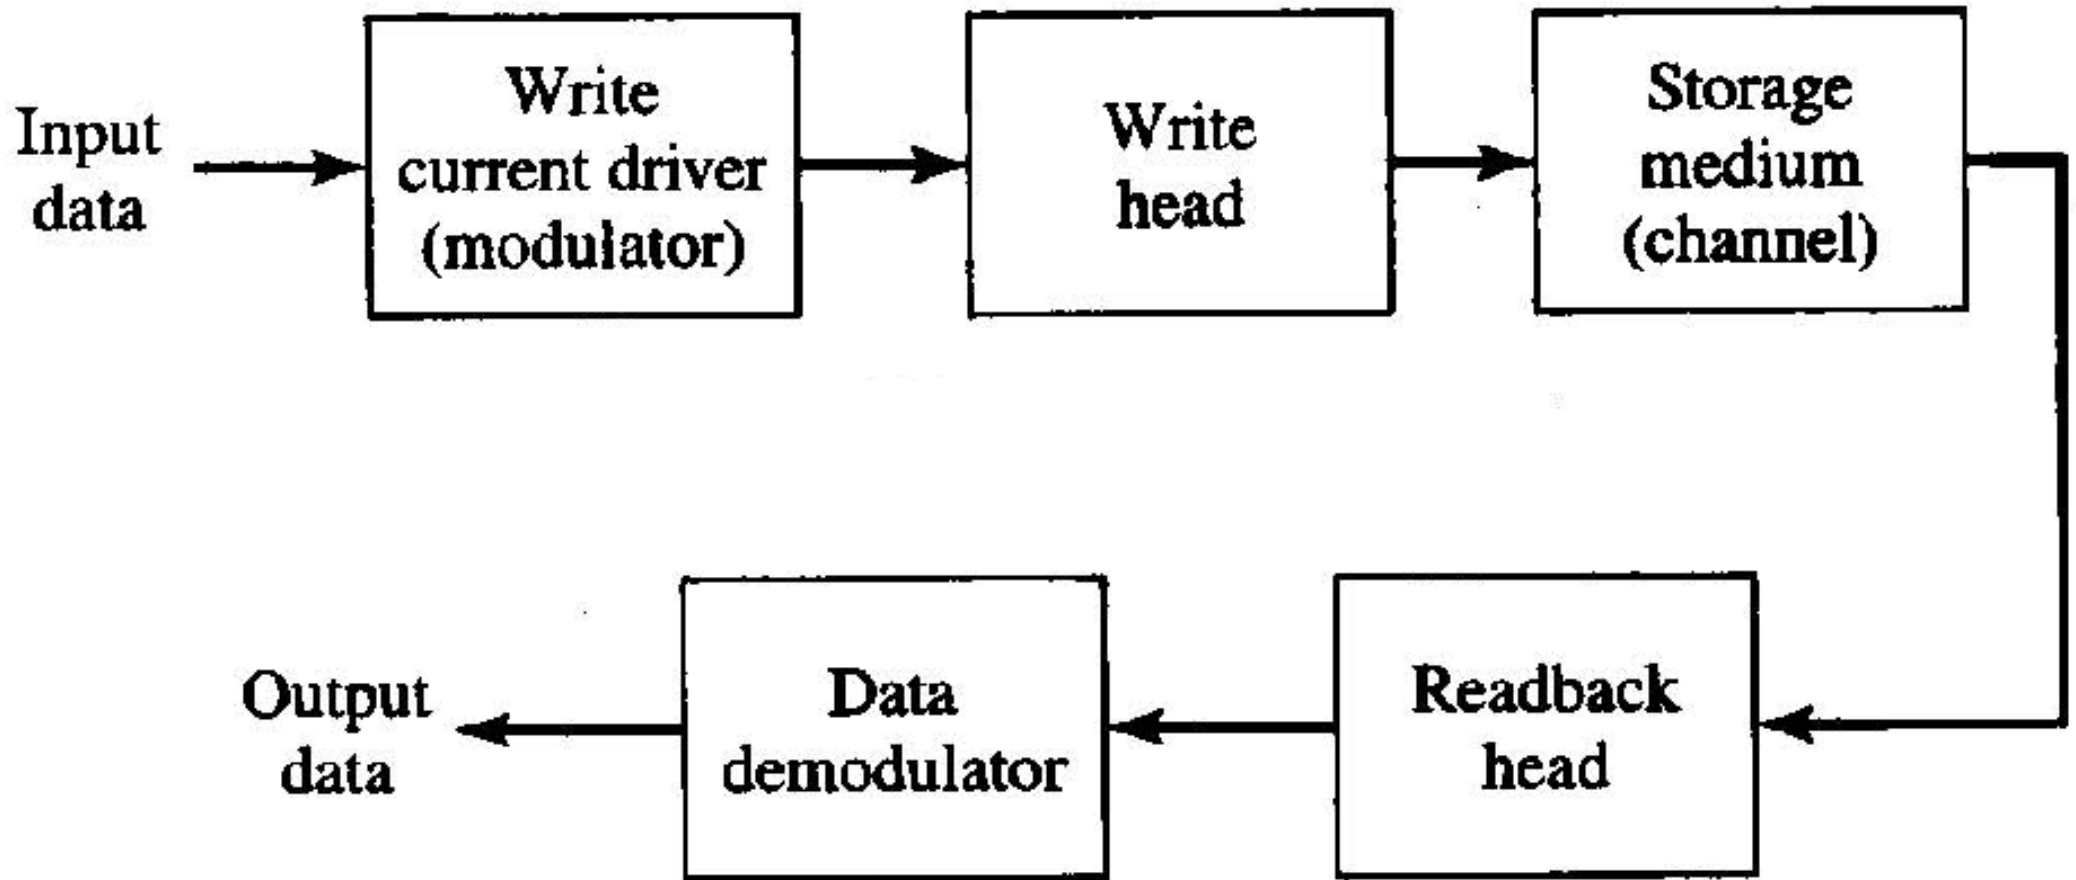 Input
data
Write
current driver
(modulator)
Write
head
Storage
medium
(channel)
Output
data
Data
demodulator
Readback
head